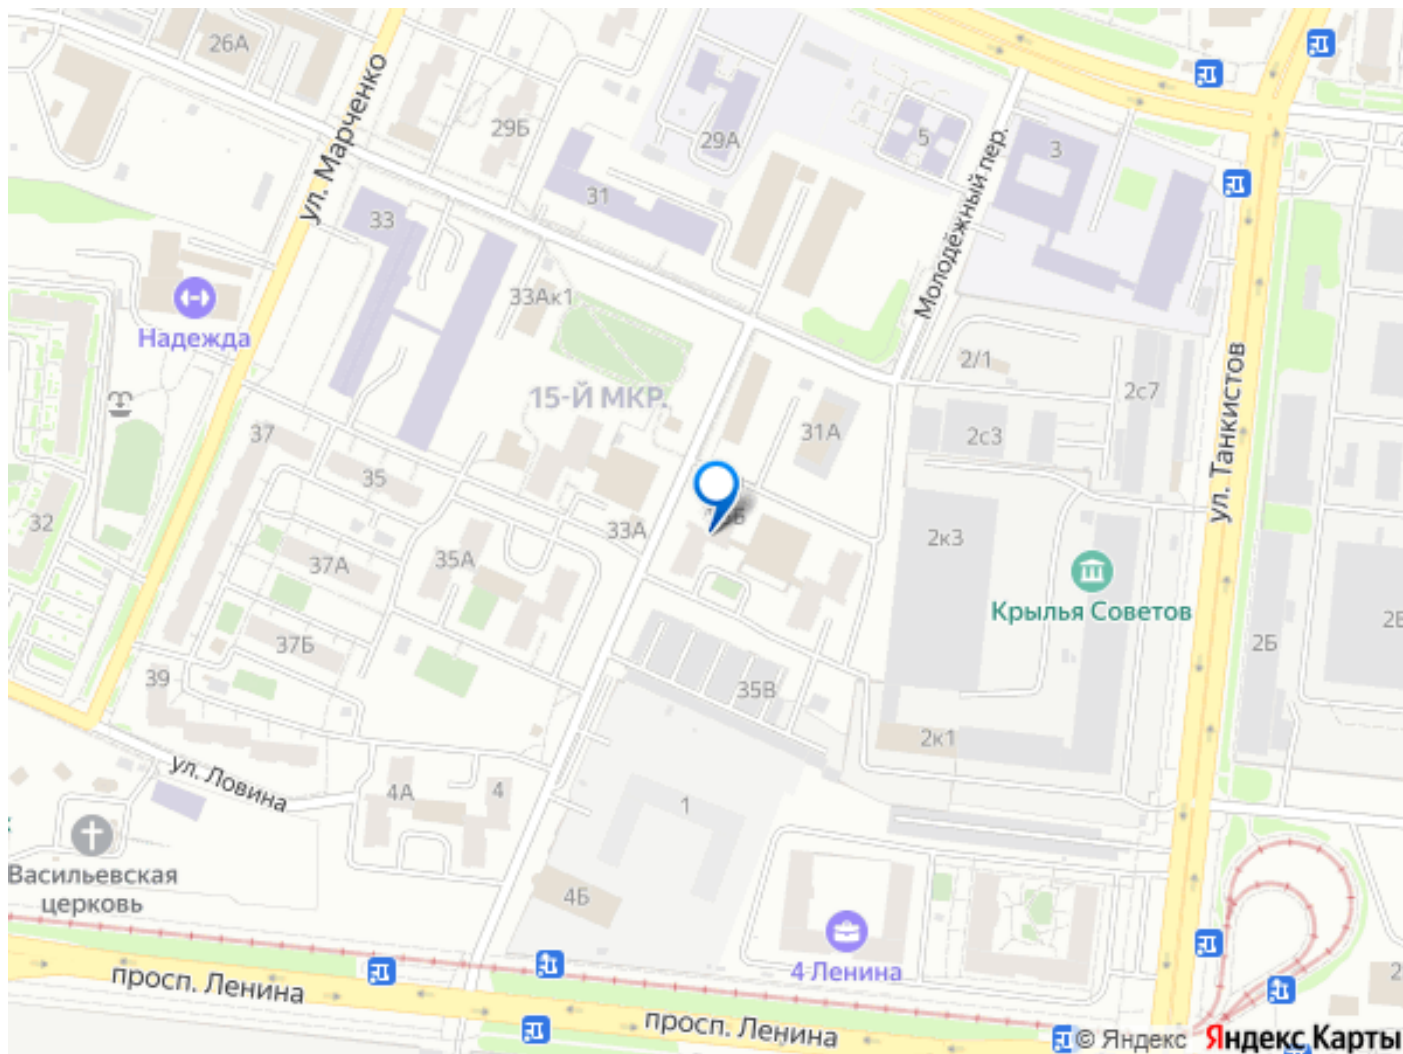 26А
ул. Марченко
29Б
29А
5
3
Молодёжный пер.
31
33
33Ак1
Надежда
15-Й МКР.
2/1
2с7
31А
2с3
ул. Танкистов
37
35
32
33А
2к3
37А
35А
Крылья Советов
2Б
37Б
39
35В
2к1
ул. Ловина
4А
4
1
Васильевская
церковь
4Б
4 Ленина
просп. Ленина
просп. Ленина
© Яндекс Яндекс Карты